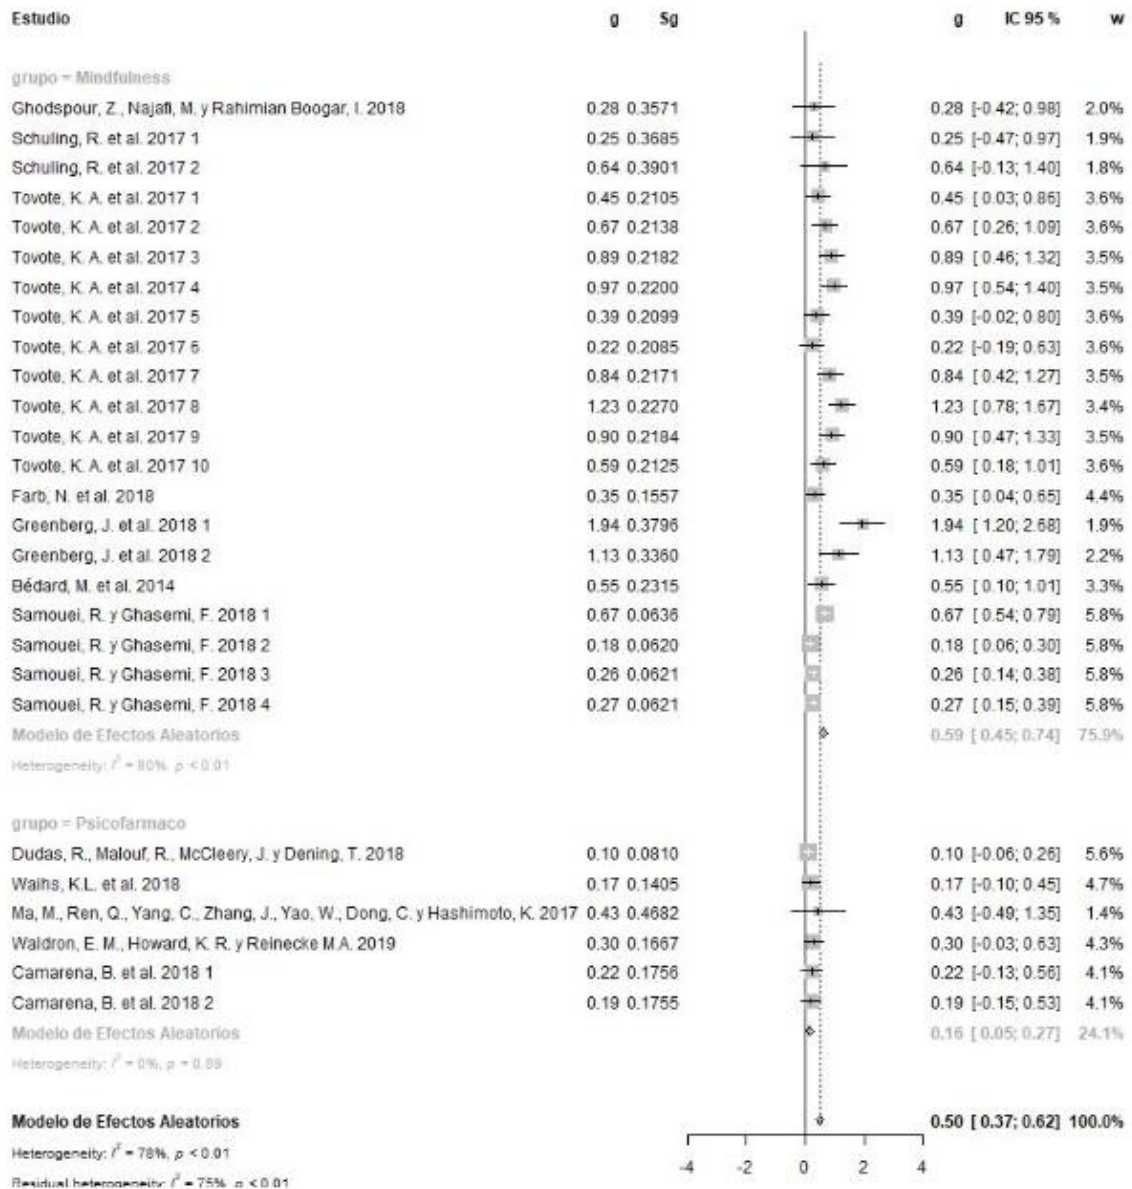 Estudio g Sg g IC 95 % w
grupo = Mindfulness
Ghodspour, Z., Najafi, M. y Rahimian Boogar, I. 2018 0.28 0.3571 0.28 [-0.42; 0.98] 2.0%
Schuling, R. et al. 2017 1 0.25 0.3685 0.25 [-0.47; 0.97] 1.9%
Schuling, R. et al. 2017 2 0.64 0.3901 0.64 [-0.13; 1.40] 1.8%
Tovote, K. A. et al. 2017 1 0.45 0.2105 0.45 [ 0.03; 0.86] 3.6%
Tovote, K. A. et al. 2017 2 0.67 0.2138 0.67 [ 0.26; 1.09] 3.6%
Tovote, K. A. et al. 2017 3 0.89 0.2182 0.89 [ 0.46; 1.32] 3.5%
Tovote, K. A. et al. 2017 4 0.97 0.2200 0.97 [ 0.54; 1.40] 3.5%
Tovote, K. A. et al. 2017 5 0.39 0.2099 0.39 [-0.02; 0.80] 3.6%
Tovote, K. A. et al. 2017 6 0.22 0.2085 0.22 [-0.19; 0.63] 3.6%
Tovote, K. A. et al. 2017 7 0.84 0.2171 0.84 [ 0.42; 1.27] 3.5%
Tovote, K. A. et al. 2017 8 1.23 0.2270 1.23 [ 0.78; 1.67] 3.4%
Tovote, K. A. et al. 2017 9 0.90 0.2184 0.90 [ 0.47; 1.33] 3.5%
Tovote, K. A. et al. 2017 10 0.59 0.2125 0.59 [ 0.18; 1.01] 3.6%
Farb, N. et al. 2018 0.35 0.1557 0.35 [ 0.04; 0.65] 4.4%
Greenberg, J. et al. 2018 1 1.94 0.3796 1.94 [ 1.20; 2.68] 1.9%
Greenberg, J. et al. 2018 2 1.13 0.3360 1.13 [ 0.47; 1.79] 2.2%
Bédard, M. et al. 2014 0.55 0.2315 0.55 [ 0.10; 1.01] 3.3%
Samouei, R. y Ghasemi, F. 2018 1 0.67 0.0636 0.67 [ 0.54; 0.79] 5.8%
Samouei, R. y Ghasemi, F. 2018 2 0.18 0.0620 0.18 [ 0.06; 0.30] 5.8%
Samouei, R. y Ghasemi, F. 2018 3 0.26 0.0621 0.26 [ 0.14; 0.38] 5.8%
Samouei, R. y Ghasemi, F. 2018 4 0.27 0.0621 0.27 [ 0.15; 0.39] 5.8%
Modelo de Efectos Aleatorios 0.59 [ 0.45; 0.74] 75.9%
Heterogeneity: I² = 80%, p < 0.01
grupo = Psicofarmaco
Dudas, R., Malouf, R., McCleery, J. y Dening, T. 2018 0.10 0.0810 0.10 [-0.06; 0.26] 5.6%
Waihs, K.L. et al. 2018 0.17 0.1405 0.17 [-0.10; 0.45] 4.7%
Ma, M., Ren, Q., Yang, C., Zhang, J., Yao, W., Dong, C. y Hashimoto, K. 2017 0.43 0.4682 0.43 [-0.49; 1.35] 1.4%
Waldron, E. M., Howard, K. R. y Reinecke M.A. 2019 0.30 0.1667 0.30 [-0.03; 0.63] 4.3%
Camarena, B. et al. 2018 1 0.22 0.1756 0.22 [-0.13; 0.56] 4.1%
Camarena, B. et al. 2018 2 0.19 0.1755 0.19 [-0.15; 0.53] 4.1%
Modelo de Efectos Aleatorios 0.16 [ 0.05; 0.27] 24.1%
Heterogeneity: I² = 0%, p = 0.89
Modelo de Efectos Aleatorios 0.50 [ 0.37; 0.62] 100.0%
Heterogeneity: I² = 78%, p < 0.01
Residual heterogeneity: I² = 75%, p < 0.01
-4 -2 0 2 4